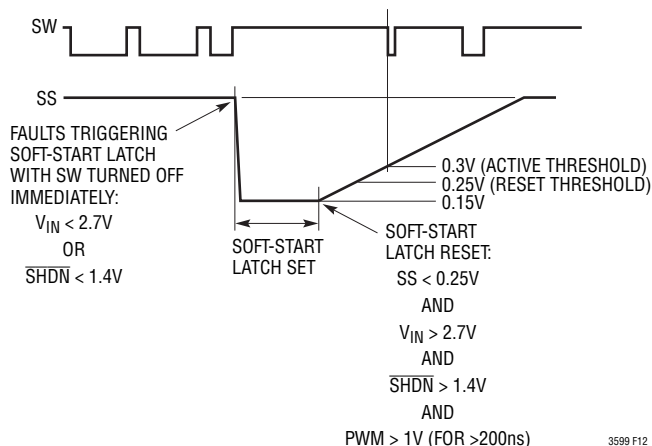 SW
SS
FAULTS TRIGGERING
SOFT-START LATCH
WITH SW TURNED OFF
IMMEDIATELY:
VIN < 2.7V
OR
SHDN < 1.4V
SOFT-START
LATCH SET
0.3V (ACTIVE THRESHOLD)
0.25V (RESET THRESHOLD)
0.15V
SOFT-START
LATCH RESET:
SS < 0.25V
AND
VIN > 2.7V
AND
SHDN > 1.4V
AND
PWM > 1V (FOR >200ns)
3599 F12